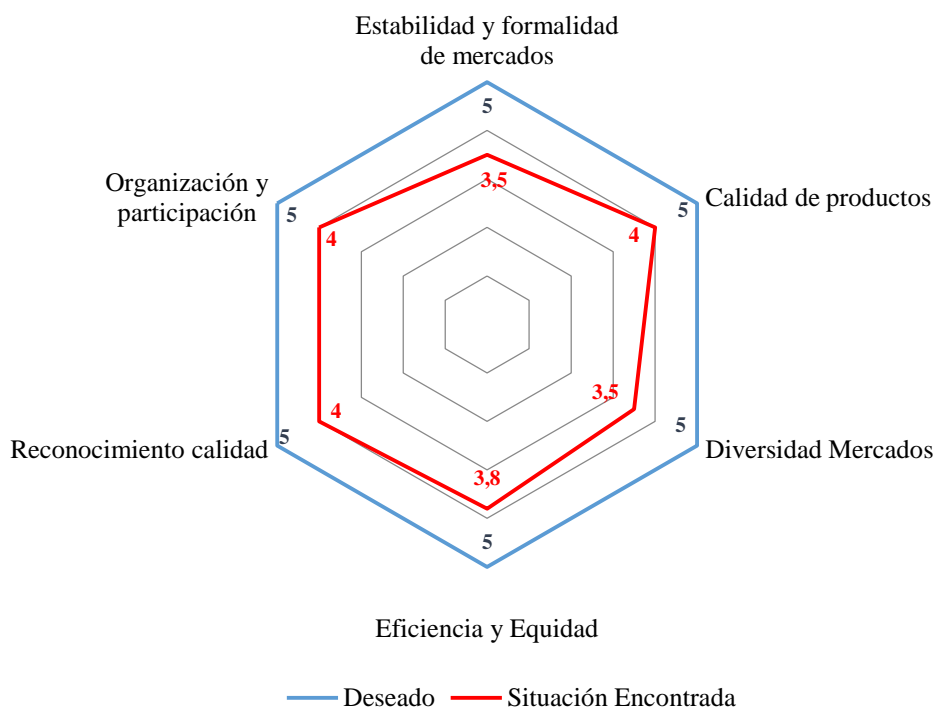 Estabilidad y formalidad
de mercados
5
3,5
Organización y
participación
5
4
4
5
Calidad de productos
Reconocimiento calidad
5
4
3,5
5
Diversidad Mercados
3,8
5
Eficiencia y Equidad
Deseado
Situación Encontrada